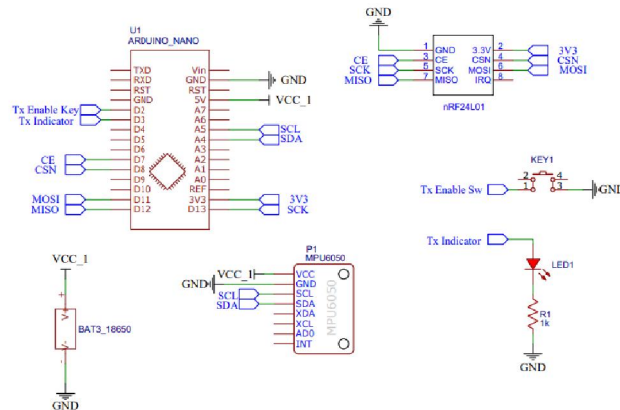 U1
ARDUINO_NANO
TXD
RXD
RST
GND
D2
D3
D4
D5
D6
D7
D8
D9
D10
D11
D12
Vin
GND
RST
5V
A7
A6
A5
A4
A3
A2
A1
A0
REF
3V3
D13
Tx Enable Key
Tx Indicator
CE
CSN
MOSI
MISO
GND
VCC_1
SCL
SDA
3V3
SCK
GND
CE
SCK
MISO
1 GND
3 CE
5 SCK
7 MISO
3.3V 2
CSN 4
MOSI 6
IRQ 8
3V3
CSN
MOSI
nRF24L01
KEY1
2 4
1 3
Tx Enable Sw
GND
Tx Indicator
LED1
R1
1k
GND
VCC_1
+
V+
V-
-
BAT3_18650
GND
P1
MPU6050
VCC_1
GND
SCL
SDA
VCC
GND
SCL
SDA
XDA
XCL
AD0
INT
MPU6050